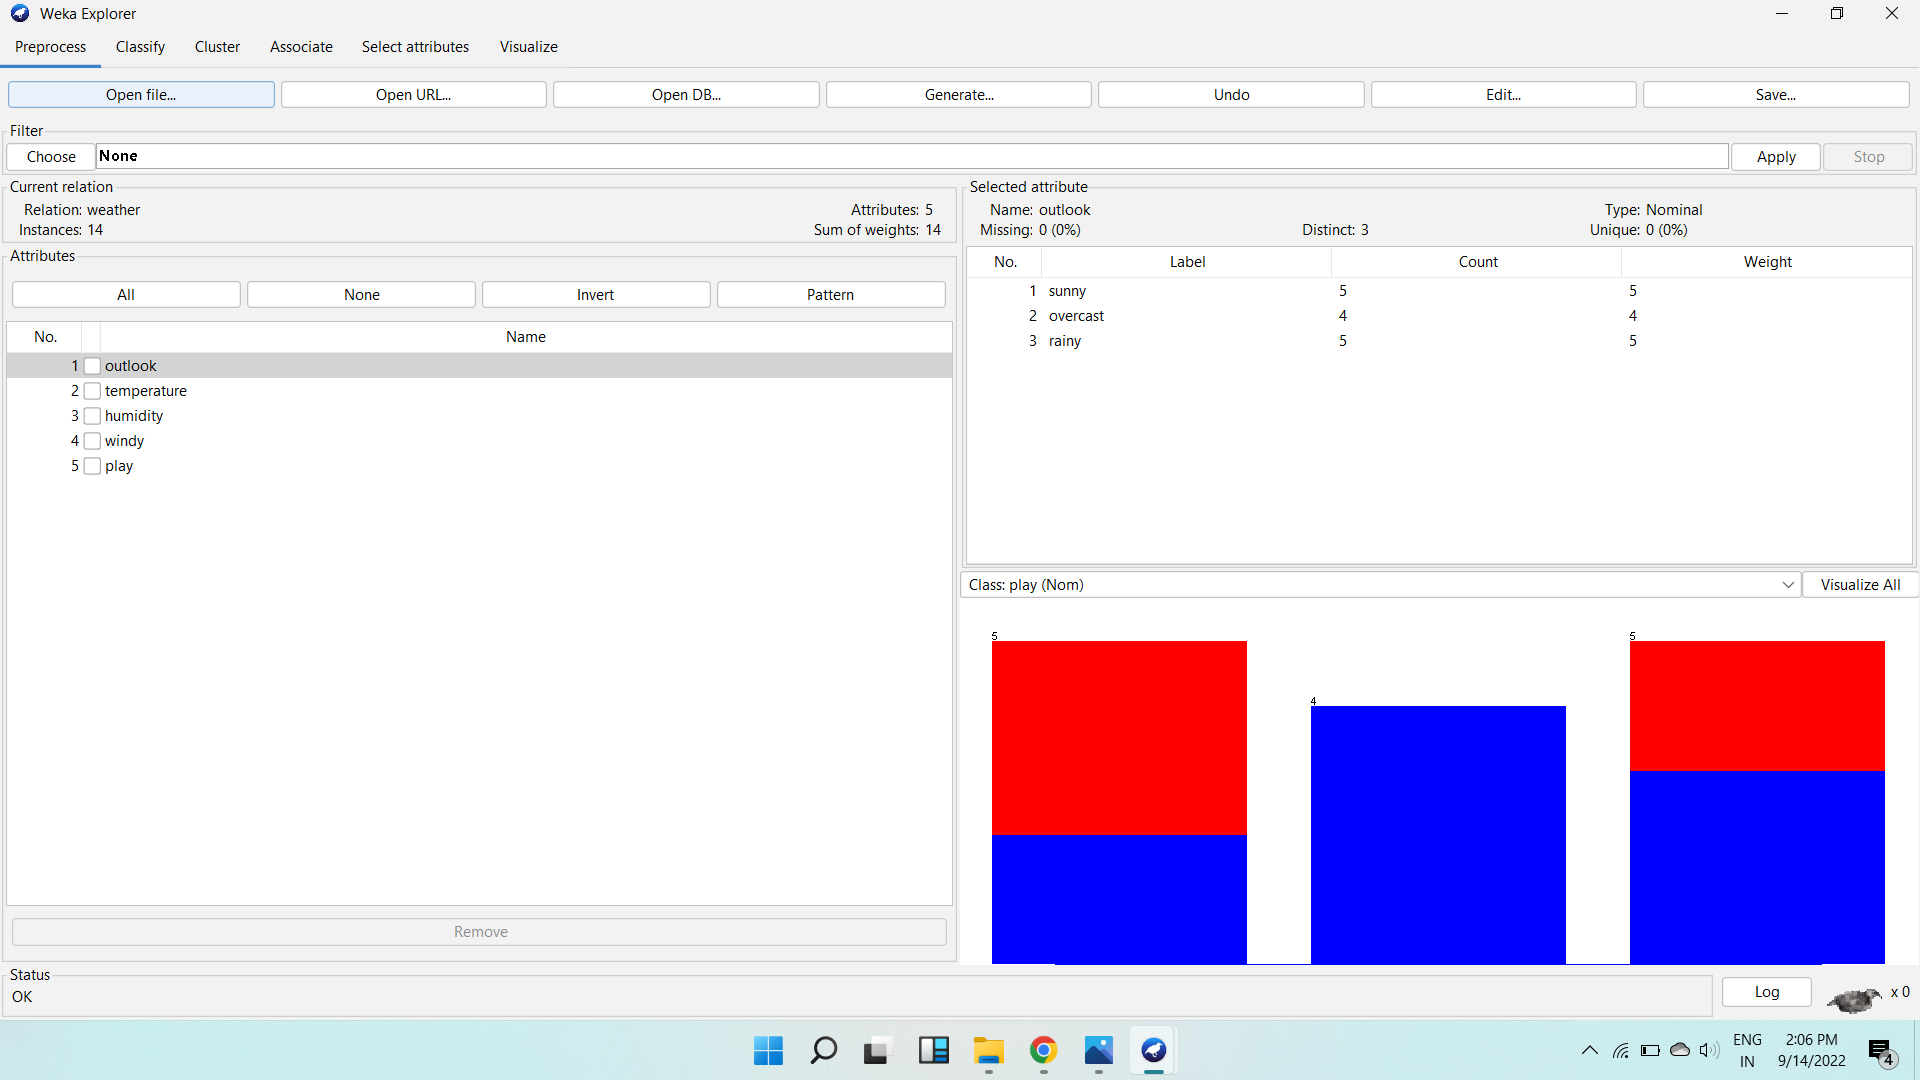 Weka Explorer
Preprocess Classify Cluster Associate Select attributes Visualize
Open file... Open URL... Open DB... Generate... Undo Edit... Save...
Filter
Choose None Apply Stop
Current relation
Relation: weather Attributes: 5
Instances: 14 Sum of weights: 14
Attributes
All None Invert Pattern
No. Name
1 outlook
2 temperature
3 humidity
4 windy
5 play
Remove
Selected attribute
Name: outlook Type: Nominal
Missing: 0 (0%) Distinct: 3 Unique: 0 (0%)
No. Label Count Weight
1 sunny 5 5
2 overcast 4 4
3 rainy 5 5
Class: play (Nom) Visualize All
5 5
4
Status
OK
Log x 0
ENG 2:06 PM
IN 9/14/2022 4